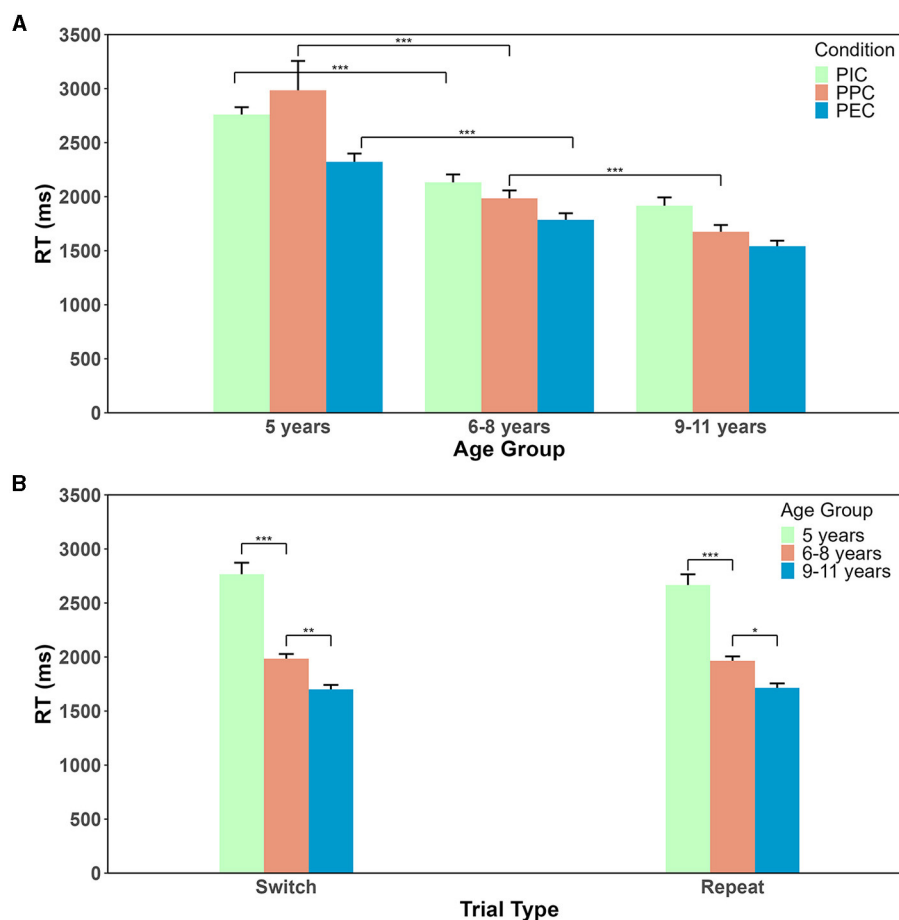 A
3500
3000
2500
2000
1500
1000
500
0
RT (ms)
***
***
***
***
Condition
PIC
PPC
PEC
5 years
6-8 years
9-11 years
Age Group
B
3500
3000
2500
2000
1500
1000
500
0
RT (ms)
***
**
***
*
Age Group
5 years
6-8 years
9-11 years
Switch
Repeat
Trial Type